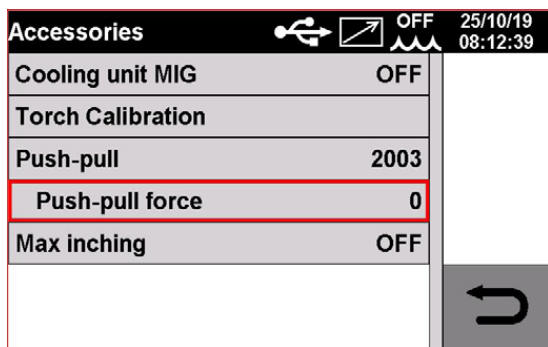 Accessories OFF 25/10/19
08:12:39
Cooling unit MIG OFF
Torch Calibration
Push-pull 2003
Push-pull force 0
Max inching OFF